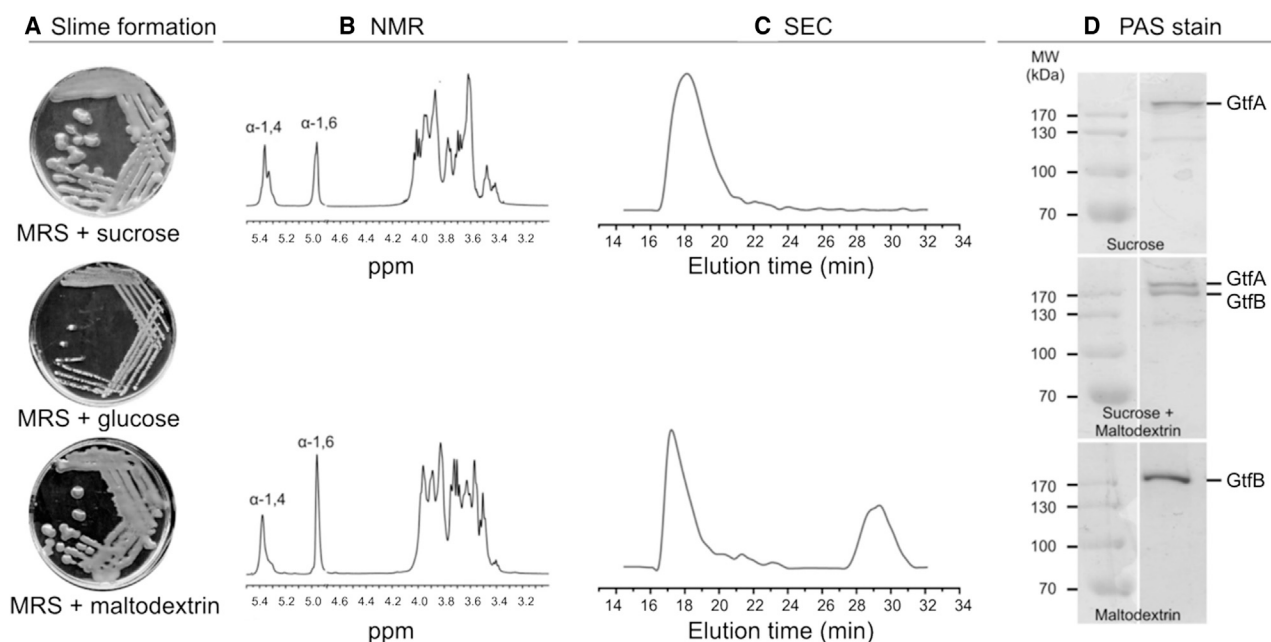 A Slime formation
B NMR
C SEC
D PAS stain
MRS + sucrose
MRS + glucose
MRS + maltodextrin
α-1,4
α-1,6
5.4 5.2 5.0 4.8 4.6 4.4 4.2 4.0 3.8 3.6 3.4 3.2
ppm
α-1,4
α-1,6
5.4 5.2 5.0 4.8 4.6 4.4 4.2 4.0 3.8 3.6 3.4 3.2
ppm
14 16 18 20 22 24 26 28 30 32 34
Elution time (min)
14 16 18 20 22 24 26 28 30 32 34
Elution time (min)
MW
(kDa)
170
130
100
70
GtfA
Sucrose
170
130
100
70
GtfA
GtfB
Sucrose +
Maltodextrin
170
130
100
70
GtfB
Maltodextrin